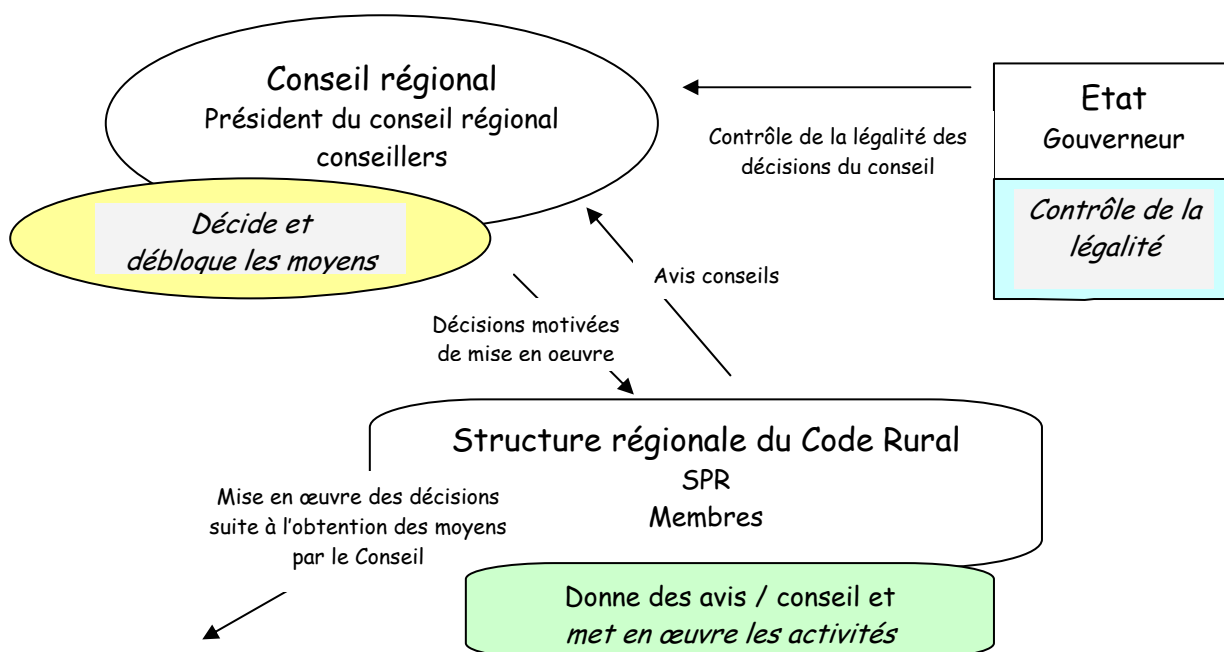 Conseil régional
Président du conseil régional
conseillers
Décide et
débloque les moyens
Etat
Gouverneur
Contrôle de la légalité des
décisions du conseil
Contrôle de la
légalité
Avis conseils
Décisions motivées
de mise en oeuvre
Structure régionale du Code Rural
SPR
Membres
Mise en œuvre des décisions
suite à l’obtention des moyens
par le Conseil
Donne des avis / conseil et
met en œuvre les activités